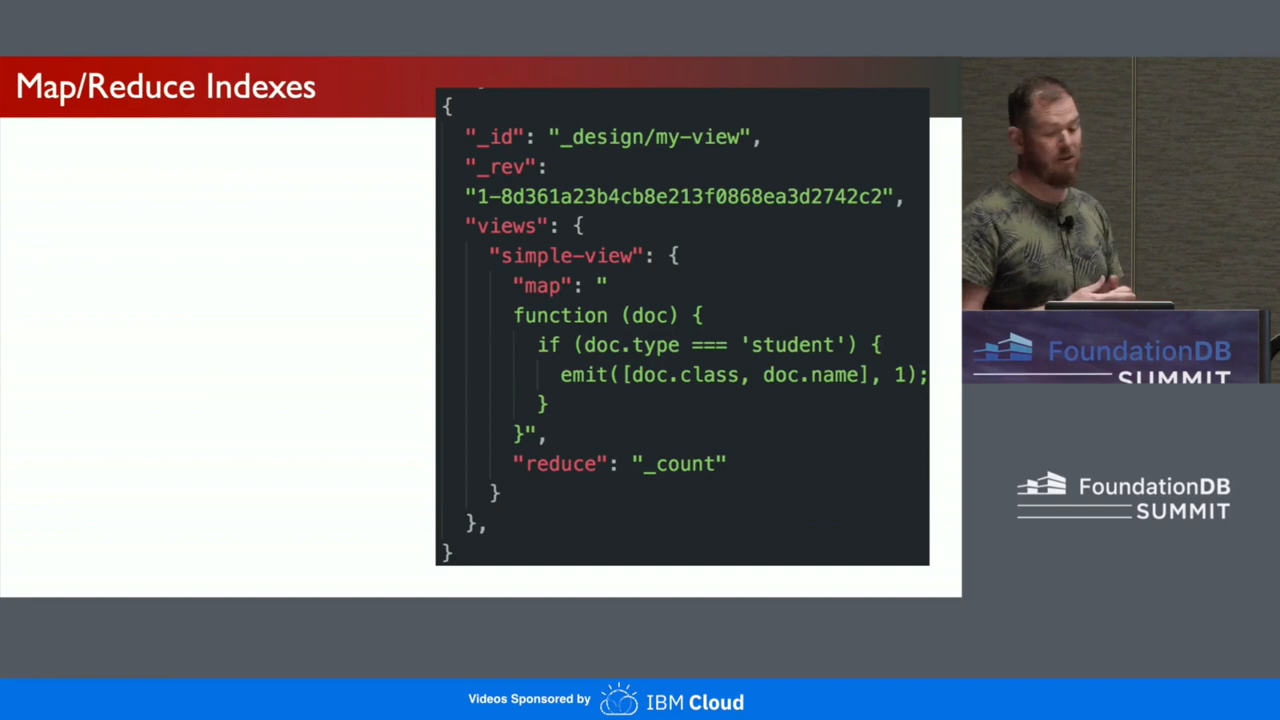 Map/Reduce Indexes
{
"_id": "_design/my-view",
"_rev":
"1-8d361a23b4cb8e213f0868ea3d2742c2",
"views": {
"simple-view": {
"map": "
function (doc) {
if (doc.type === 'student') {
emit([doc.class, doc.name], 1);
}
}",
"reduce": "_count"
}
},
}
FoundationDB
SUMMIT
FoundationDB
SUMMIT
Videos Sponsored by IBM Cloud